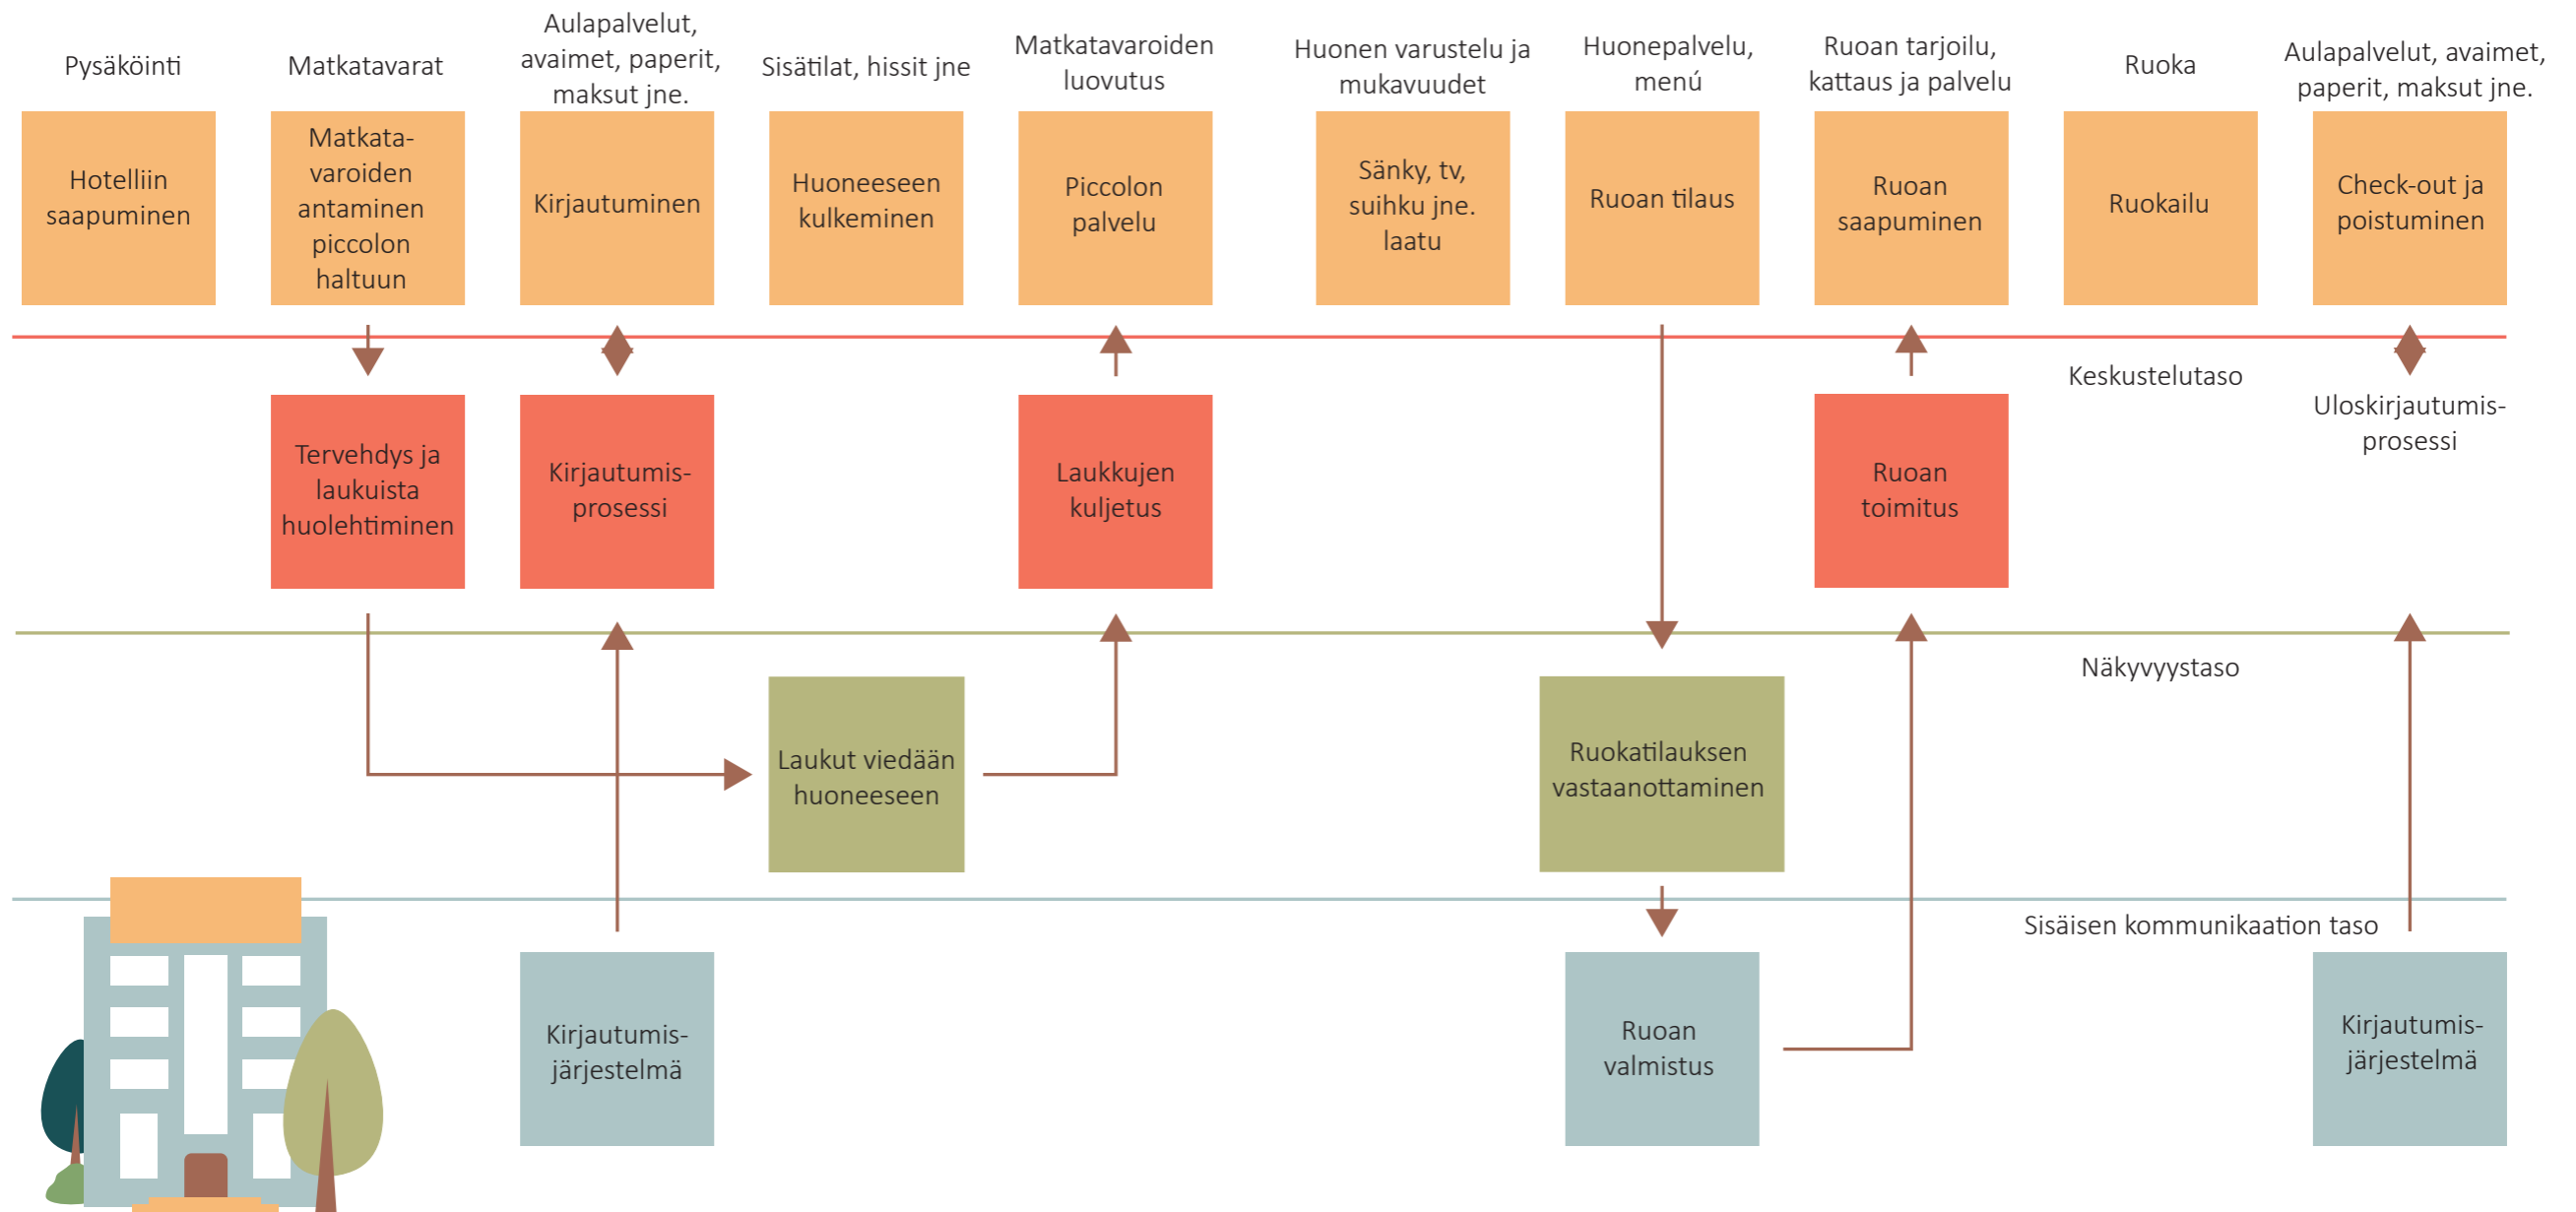 Pysäköinti
Matkatavarat
Aulapalvelut,
avaimet, paperit,
maksut jne.
Sisätilat, hissit jne
Matkatavaroiden
luovutus
Huonen varustelu ja
mukavuudet
Huonepalvelu,
menú
Ruoan tarjoilu,
kattaus ja palvelu
Ruoka
Aulapalvelut, avaimet,
paperit, maksut jne.
Hotelliin
saapuminen
Matkata-
varoiden
antaminen
piccolon
haltuun
Kirjautuminen
Huoneeseen
kulkeminen
Piccolon
palvelu
Sänky, tv,
suihku jne.
laatu
Ruoan tilaus
Ruoan
saapuminen
Ruokailu
Check-out ja
poistuminen
Keskustelutaso
Tervehdys ja
laukuista
huolehtiminen
Kirjautumis-
prosessi
Laukkujen
kuljetus
Ruoan
toimitus
Uloskirjautumis-
prosessi
Näkyvyystaso
Laukut viedään
huoneeseen
Ruokatilauksen
vastaanottaminen
Sisäisen kommunikaation taso
Kirjautumis-
järjestelmä
Ruoan
valmistus
Kirjautumis-
järjestelmä